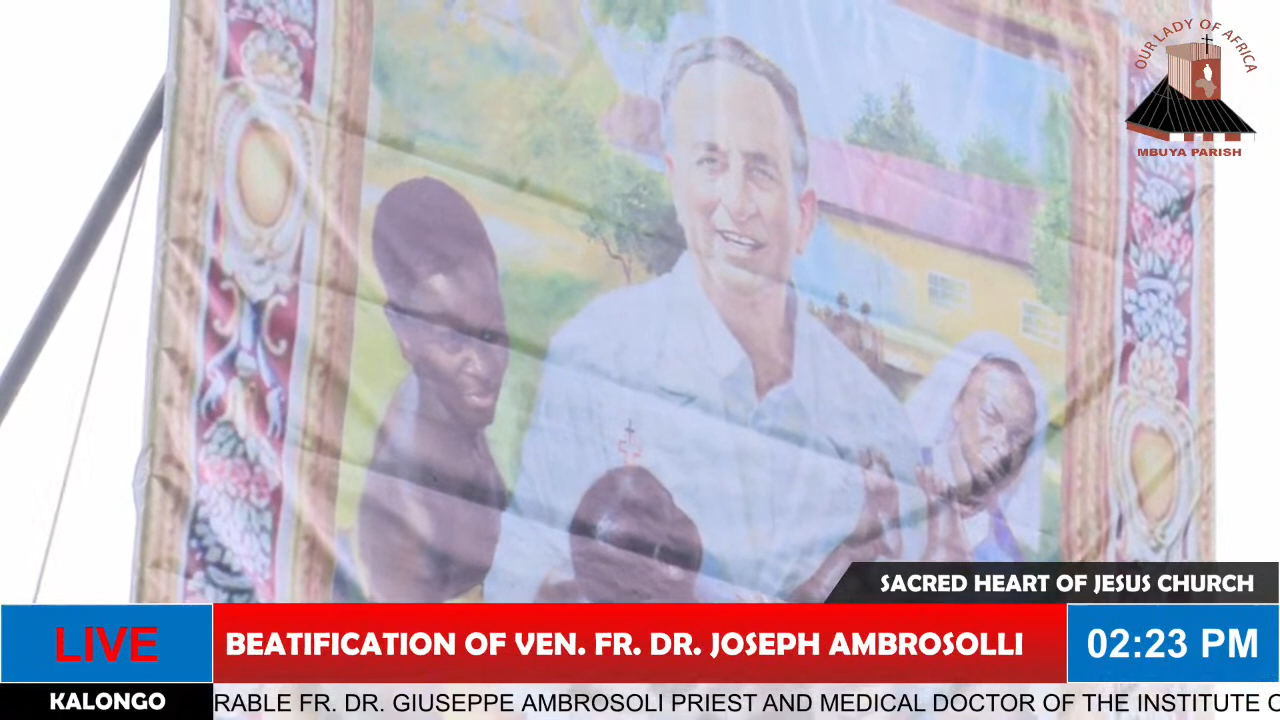 OUR LADY OF AFRICA
MBUYA PARISH
SACRED HEART OF JESUS CHURCH
LIVE
BEATIFICATION OF VEN. FR. DR. JOSEPH AMBROSOLLI
02:23 PM
KALONGO
RABLE FR. DR. GIUSEPPE AMBROSOLI PRIEST AND MEDICAL DOCTOR OF THE INSTITUTE